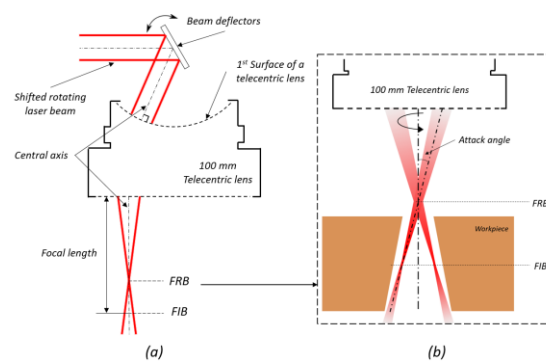 Beam deflectors
Shifted rotating
laser beam
1st Surface of a
telecentric lens
Central axis
100 mm
Telecentric lens
Focal length
FRB
FIB
(a)
100 mm Telecentric lens
Attack angle
FRB
Workpiece
FIB
(b)